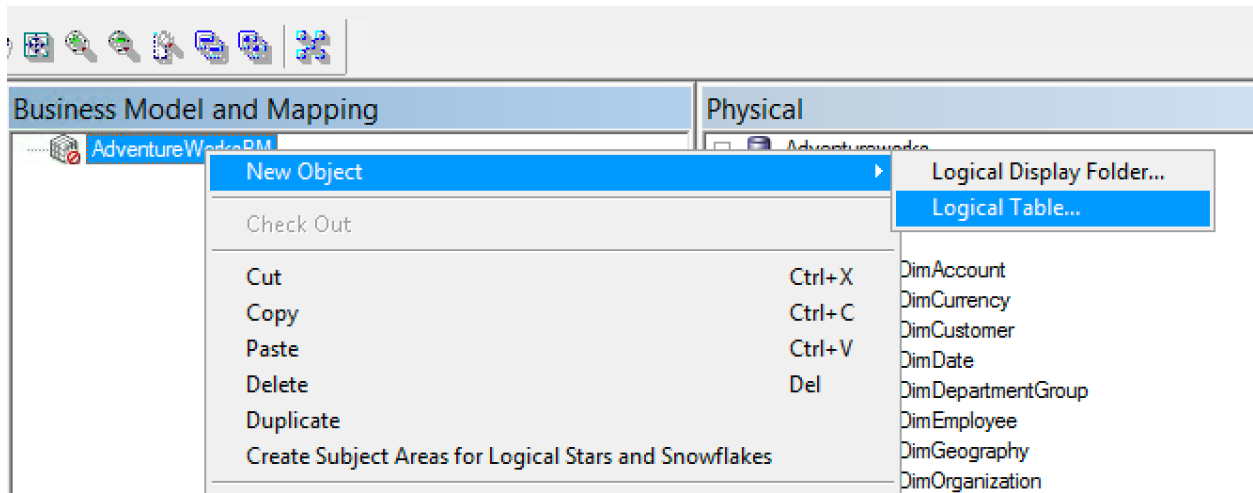 Business Model and Mapping
Physical
AdventureWorksBM
Adventureworks
New Object
Logical Display Folder...
Logical Table...
Check Out
Cut Ctrl+X
Copy Ctrl+C
Paste Ctrl+V
Delete Del
Duplicate
Create Subject Areas for Logical Stars and Snowflakes
DimAccount
DimCurrency
DimCustomer
DimDate
DimDepartmentGroup
DimEmployee
DimGeography
DimOrganization